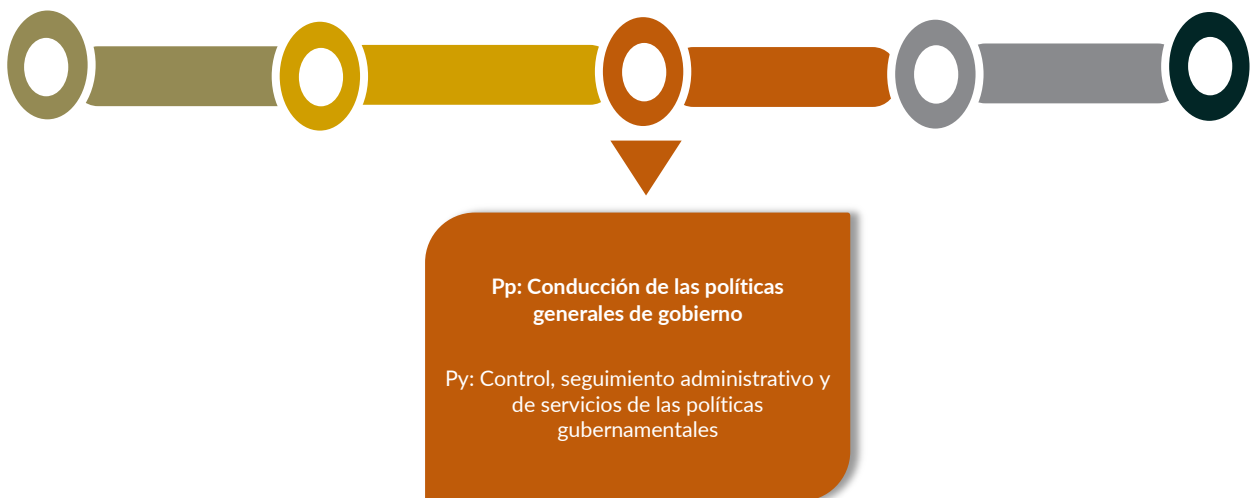 Pp: Conducción de las políticas
generales de gobierno
Py: Control, seguimiento administrativo y
de servicios de las políticas
gubernamentales